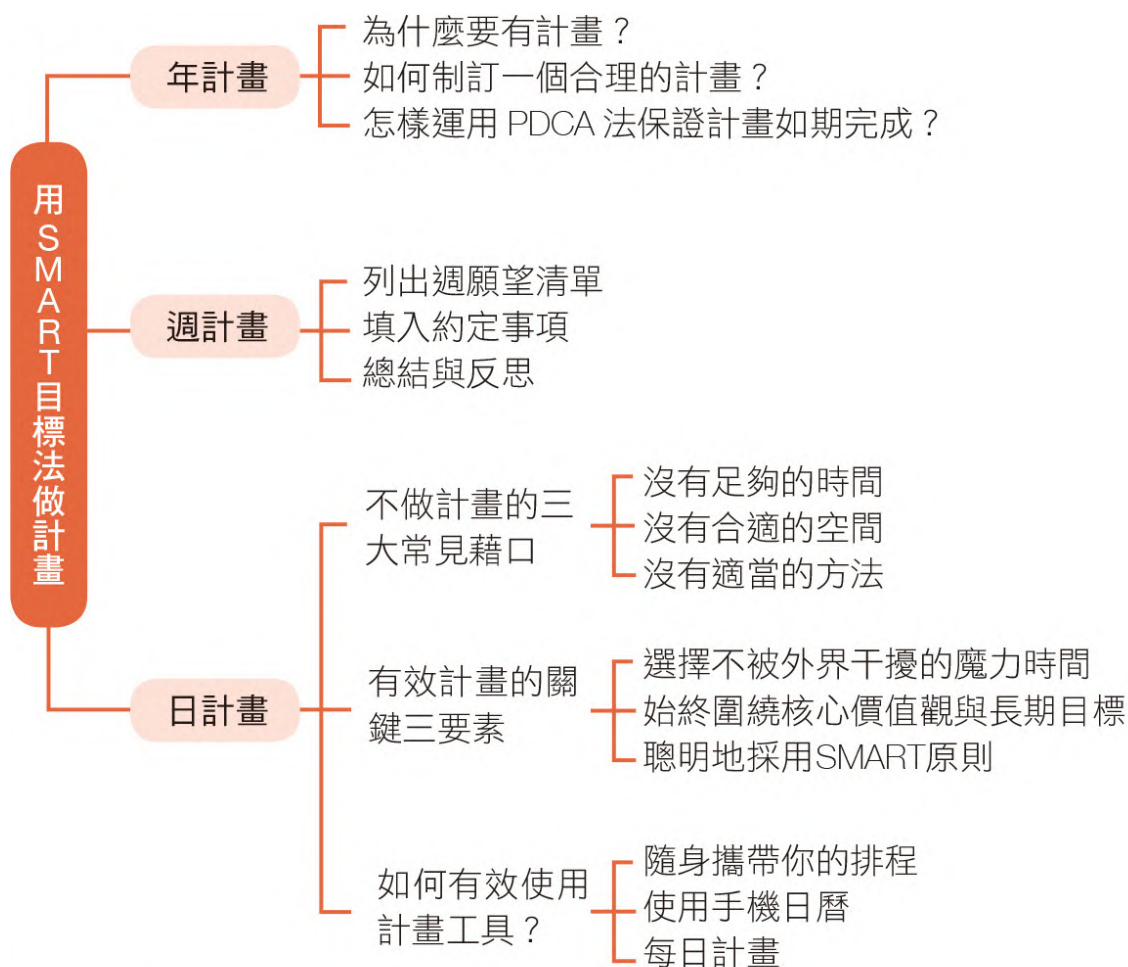 用SMART目標法做計畫
年計畫
為什麼要有計畫？
如何制訂一個合理的計畫？
怎樣運用 PDCA 法保證計畫如期完成？
週計畫
列出週願望清單
填入約定事項
總結與反思
日計畫
不做計畫的三
大常見藉口
沒有足夠的時間
沒有合適的空間
沒有適當的方法
有效計畫的關
鍵三要素
選擇不被外界干擾的魔力時間
始終圍繞核心價值觀與長期目標
聰明地採用SMART原則
如何有效使用
計畫工具？
隨身攜帶你的排程
使用手機日曆
每日計畫